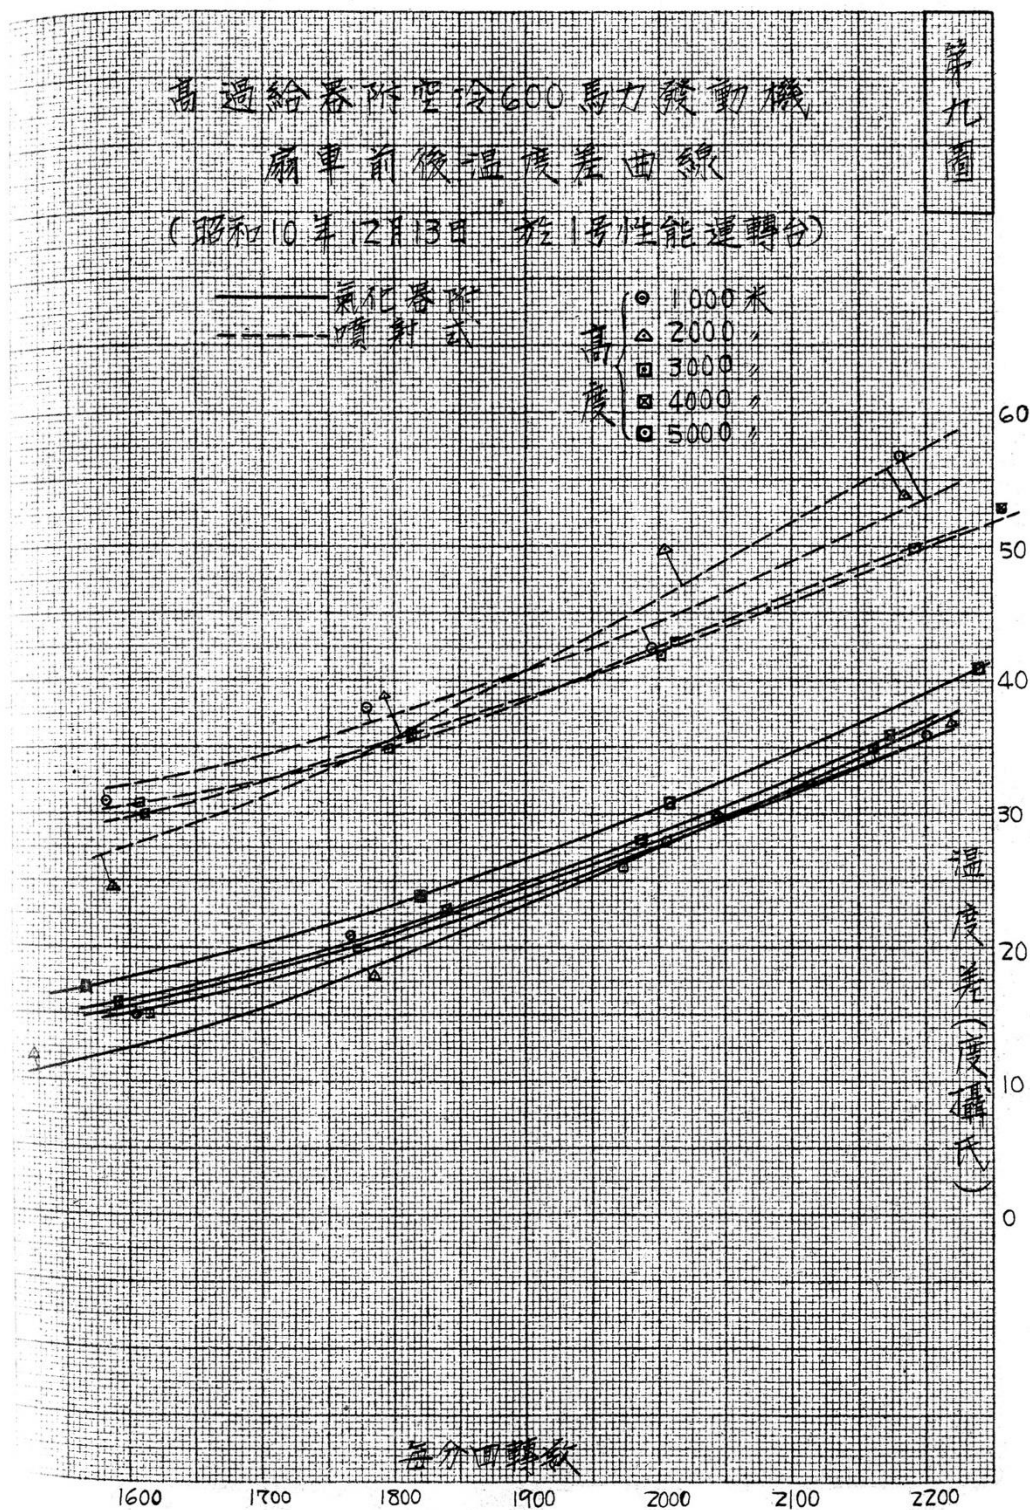 第九圖
高過給器附空冷600馬力發動機
扇車前後温度差曲線
(昭和10年12月13日 於1号性能運轉台)
氣化器附
噴射式
高度
1000米
2000〃
3000〃
4000〃
5000〃
60
50
40
30
20
10
0
温度差(度攝氏)
每分回轉数
1600 1700 1800 1900 2000 2100 2200